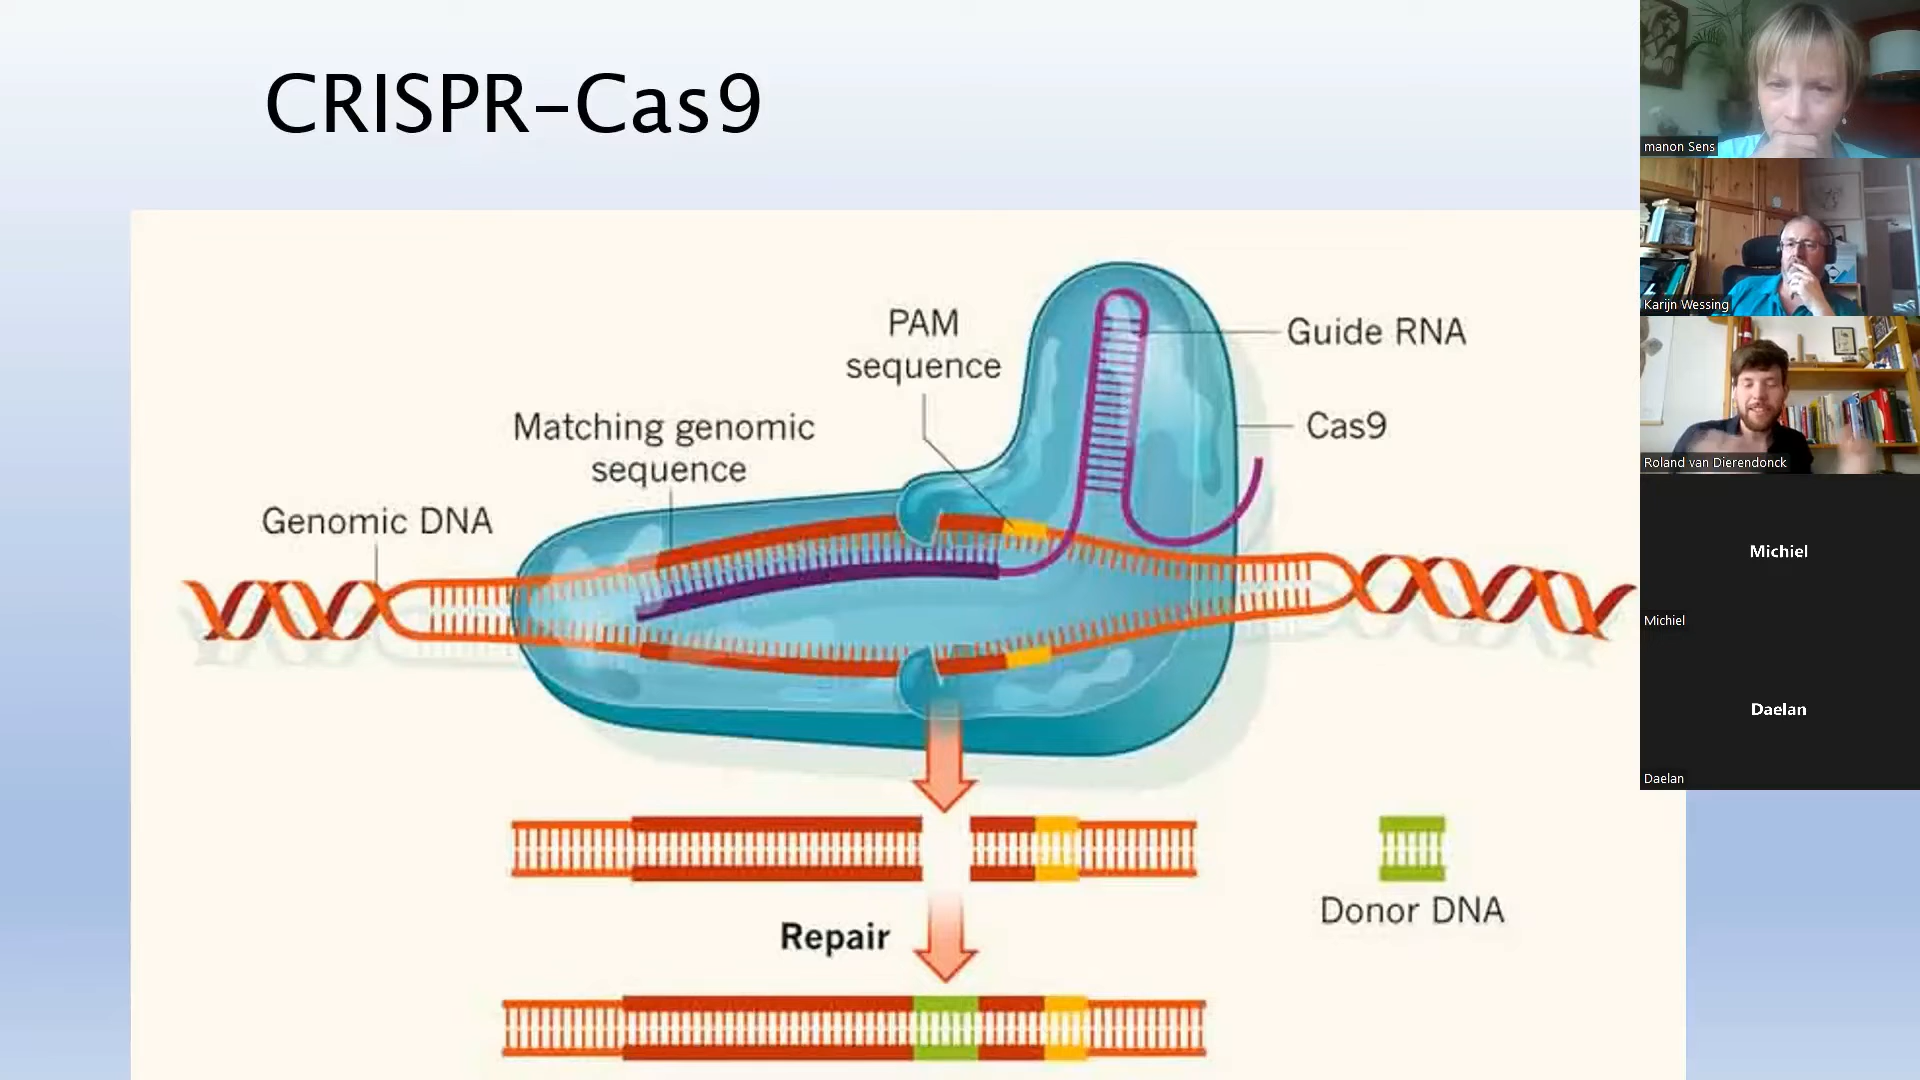 CRISPR-Cas9
PAM
sequence
Guide RNA
Matching genomic
sequence
Cas9
Genomic DNA
Repair
Donor DNA
manon Sens
Karijn Wessing
Roland van Dierendonck
Michiel
Michiel
Daelan
Daelan